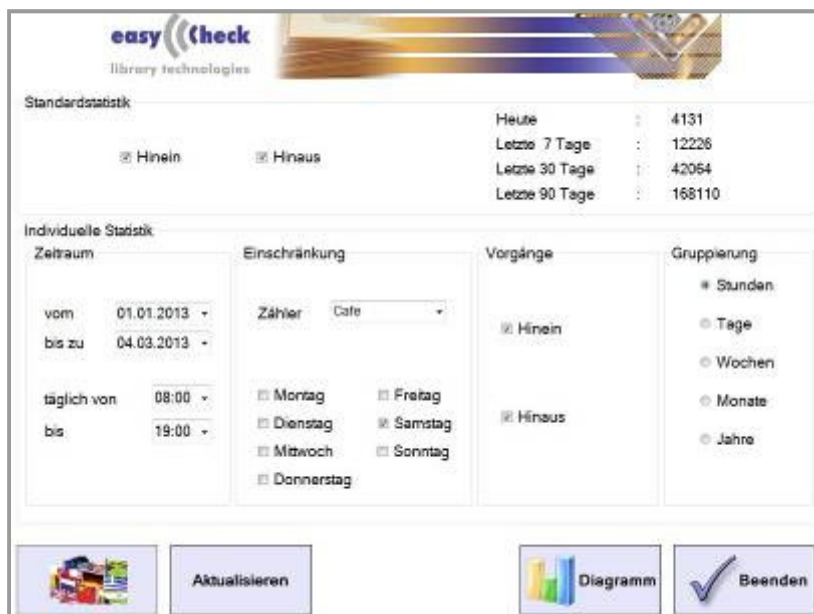 easyCheck
library technologies
Standardstatistik
Hinein Hinaus
Heute : 4131
Letzte 7 Tage : 12226
Letzte 30 Tage : 42064
Letzte 90 Tage : 168110
Individuelle Statistik
Zeitraum
vom 01.01.2013
bis zu 04.03.2013
täglich von 08:00
bis 19:00
Einschränkung
Zähler Cafe
Montag Freitag
Dienstag Samstag
Mittwoch Sonntag
Donnerstag
Vorgänge
Hinein
Hinaus
Gruppierung
Stunden
Tage
Wochen
Monate
Jahre
Aktualisieren
Diagramm
Beenden